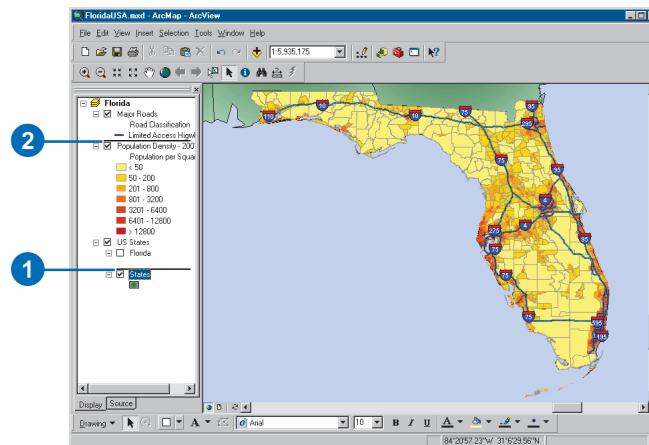 FloridaUSA.mxd - ArcMap - ArcView
File Edit View Insert Selection Tools Window Help
1:5,935,175
Florida
Major Roads
Road Classification
Limited Access Highw
2
Population Density - 200
Population per Squar
< 50
50 - 200
201 - 800
801 - 3200
3201 - 6400
6401 - 12800
> 12800
US States
Florida
1
States
110
10
10
75
95
295
75
95
4
4
275
75
95
75
75
595
195
Display Source
Drawing
A
Arial
10
B I U A
84°20'57.23"W 31°6'29.56"N